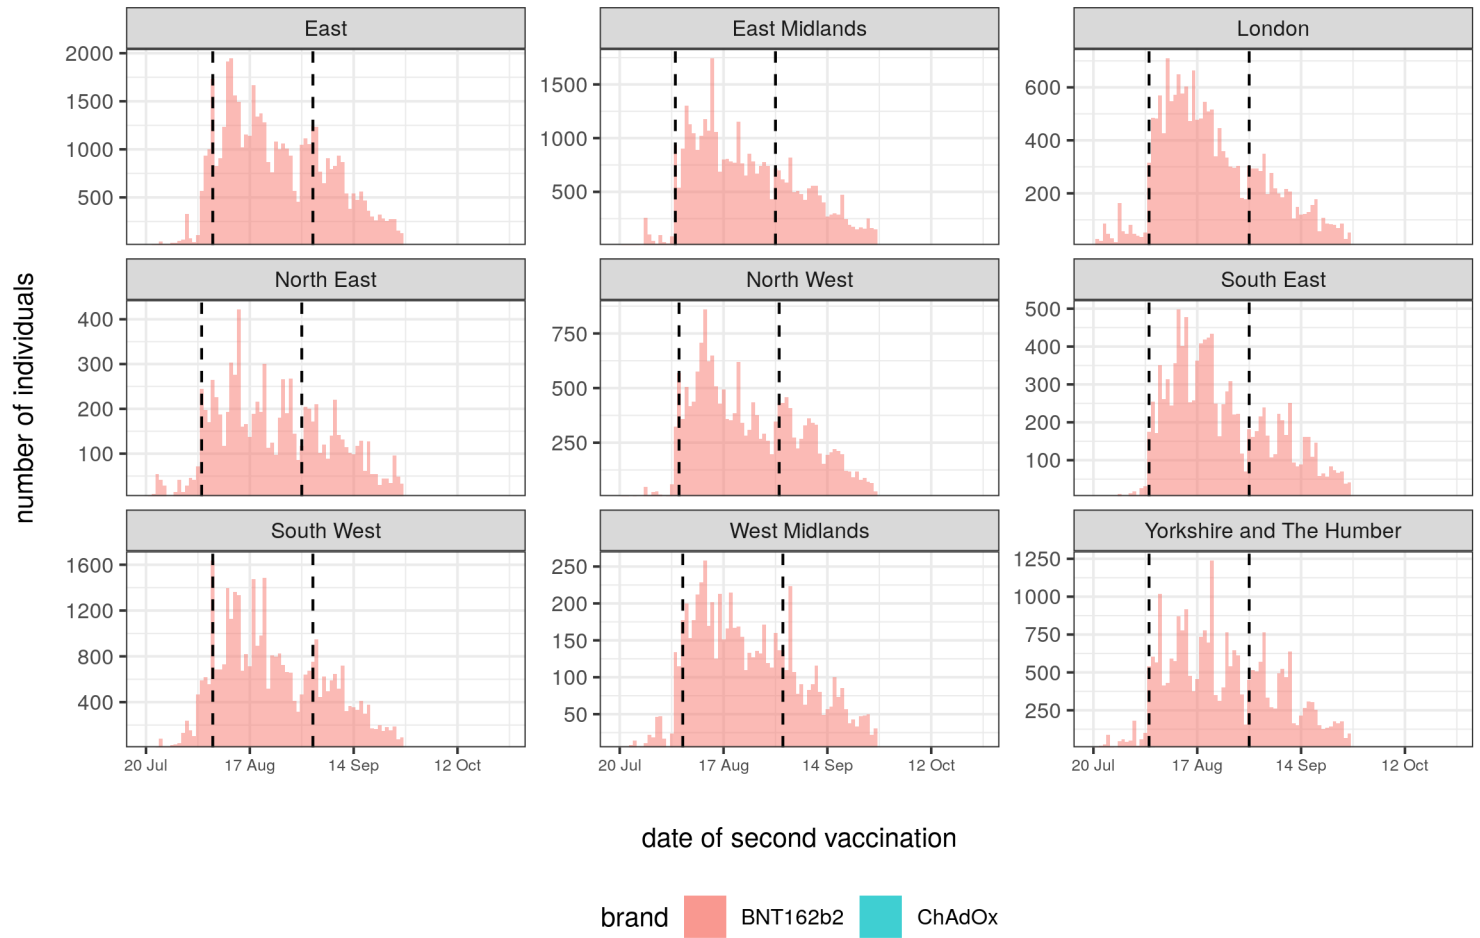 East
East Midlands
London
2000
1500
1000
500
1500
1000
500
600
400
200
North East
North West
South East
400
300
200
100
750
500
250
500
400
300
200
100
South West
West Midlands
Yorkshire and The Humber
1600
1200
800
400
250
200
150
100
50
1250
1000
750
500
250
20 Jul 17 Aug 14 Sep 12 Oct
20 Jul 17 Aug 14 Sep 12 Oct
20 Jul 17 Aug 14 Sep 12 Oct
number of individuals
date of second vaccination
brand BNT162b2 ChAdOx